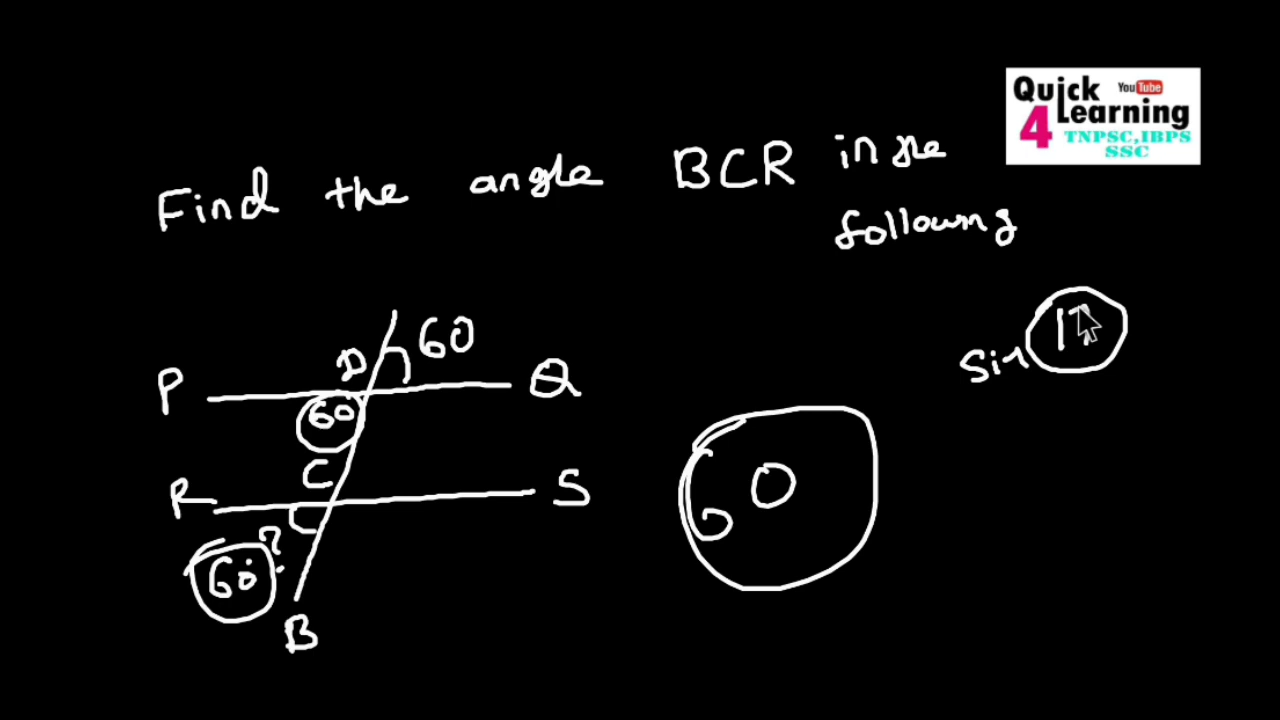 Quick YouTube
4 Learning
TNPSC,IBPS
SSC
Find the angle BCR in the
following
D 60
P Q
60°
C
R S
?
60°
B
60
Sin 17